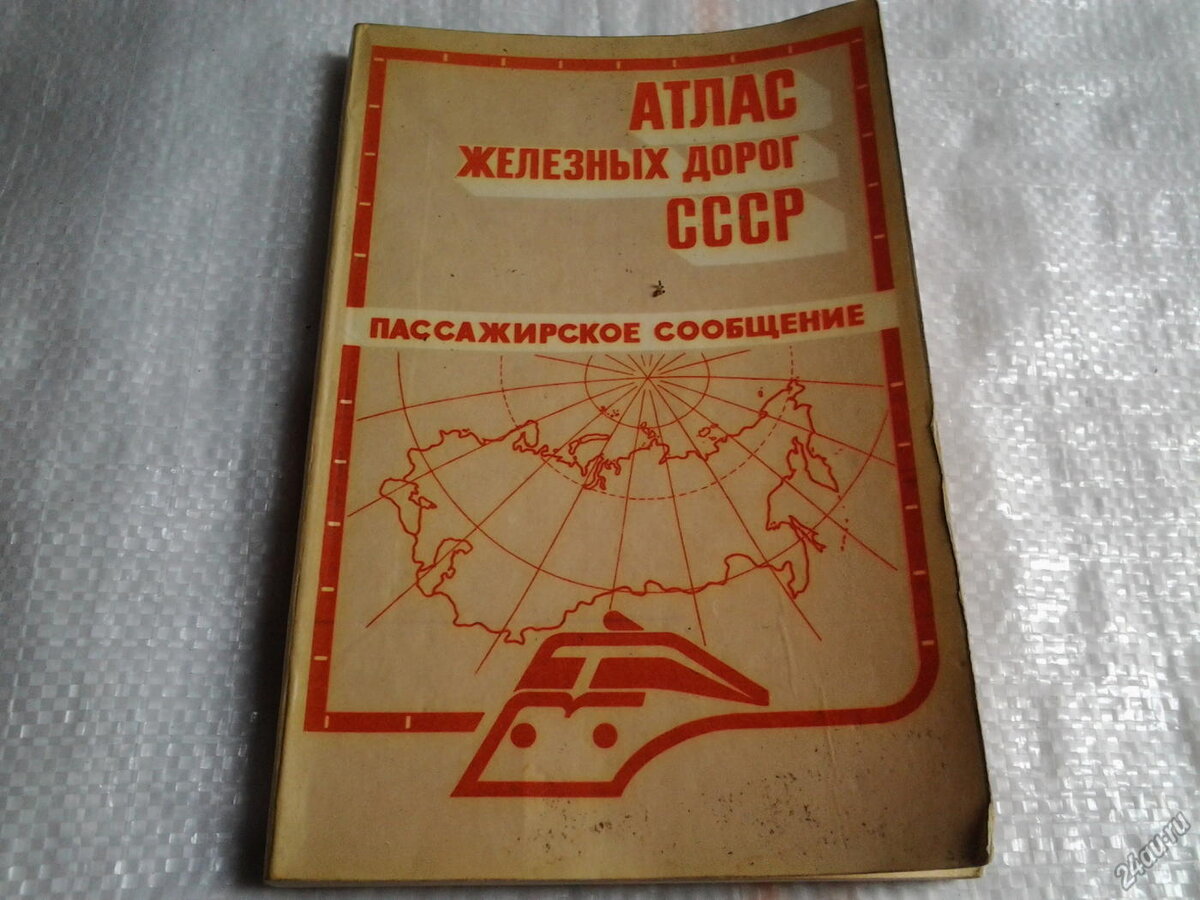 АТЛАС
ЖЕЛЕЗНЫХ ДОРОГ
СССР
ПАССАЖИРСКОЕ СООБЩЕНИЕ
24au.ru